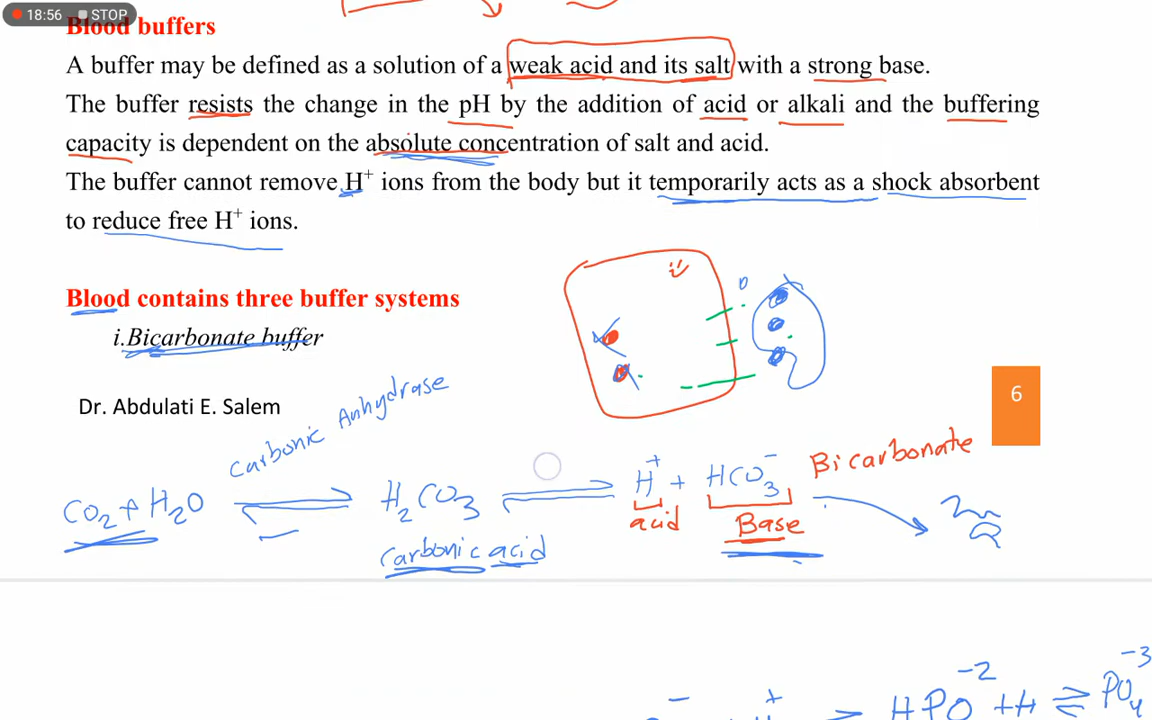 18:56 STOP
Blood buffers
A buffer may be defined as a solution of a weak acid and its salt with a strong base.
The buffer resists the change in the pH by the addition of acid or alkali and the buffering
capacity is dependent on the absolute concentration of salt and acid.
The buffer cannot remove H⁺ ions from the body but it temporarily acts as a shock absorbent
to reduce free H⁺ ions.
Blood contains three buffer systems
i.Bicarbonate buffer
Dr. Abdulati E. Salem
6
Carbonic Anhydrase
CO₂ + H₂O ⇌ H₂CO₃ ⇌ H⁺ + HCO₃⁻ Bicarbonate
Carbonic acid
acid
Base
HPO⁻² + H ⇌ PO₄⁻³